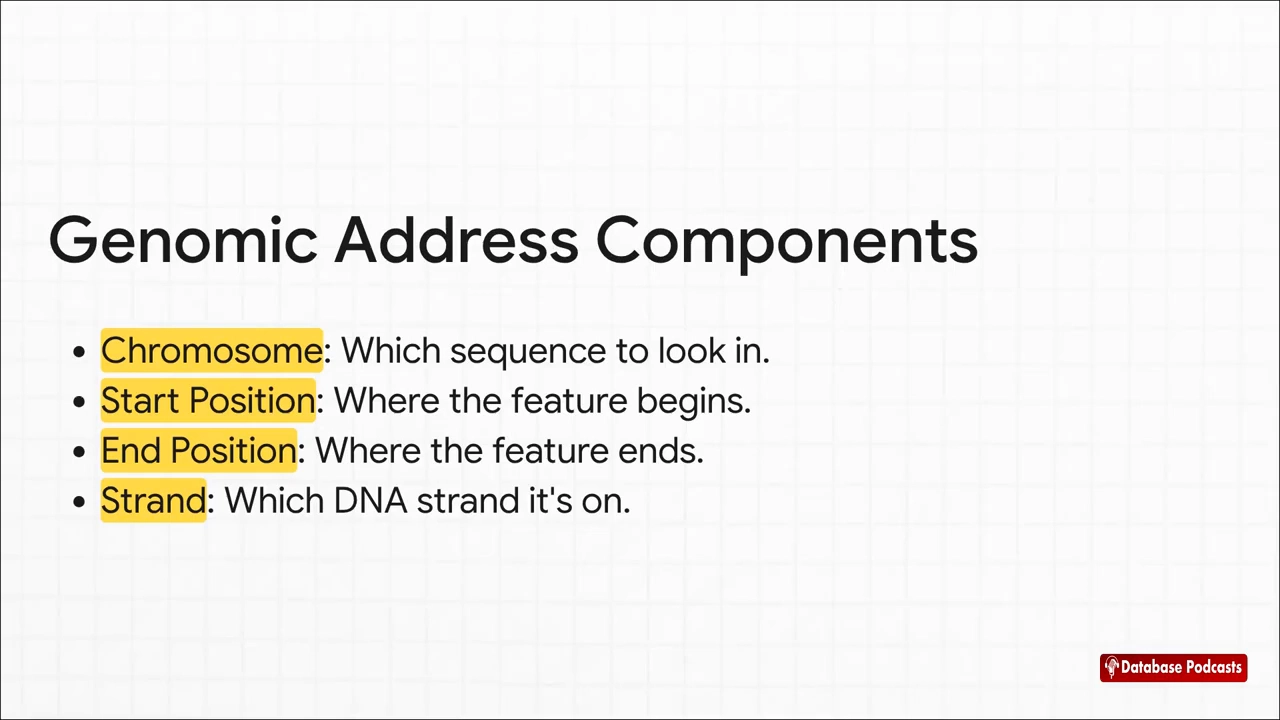 Genomic Address Components
• Chromosome: Which sequence to look in.
• Start Position: Where the feature begins.
• End Position: Where the feature ends.
• Strand: Which DNA strand it's on.
Database Podcasts